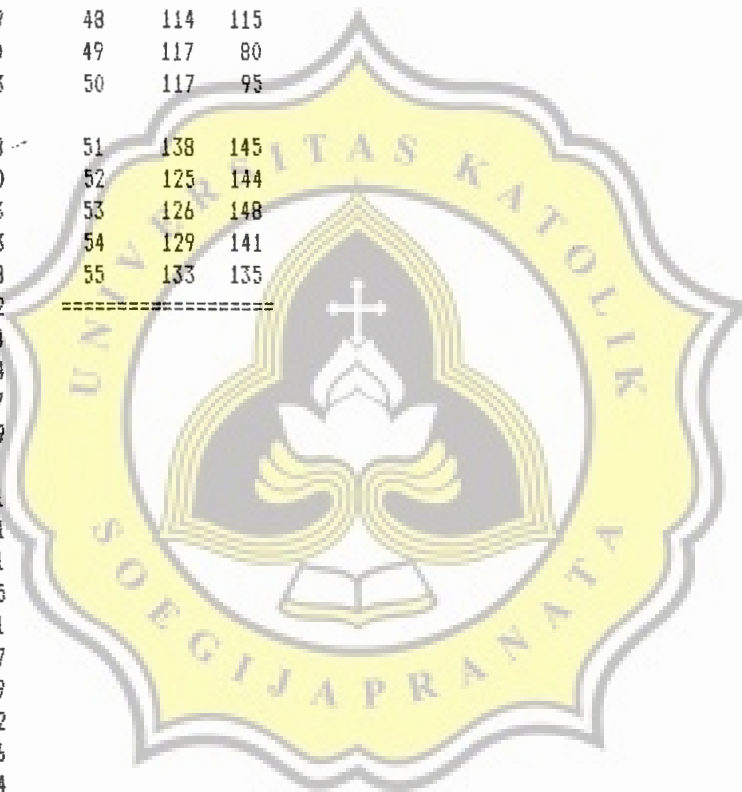 48 114 115
49 117 80
50 117 95
51 138 145
52 125 144
53 126 148
54 129 141
55 133 135
===================
UNIVERSITAS KATOLIK
SOEGIJAPRANATA